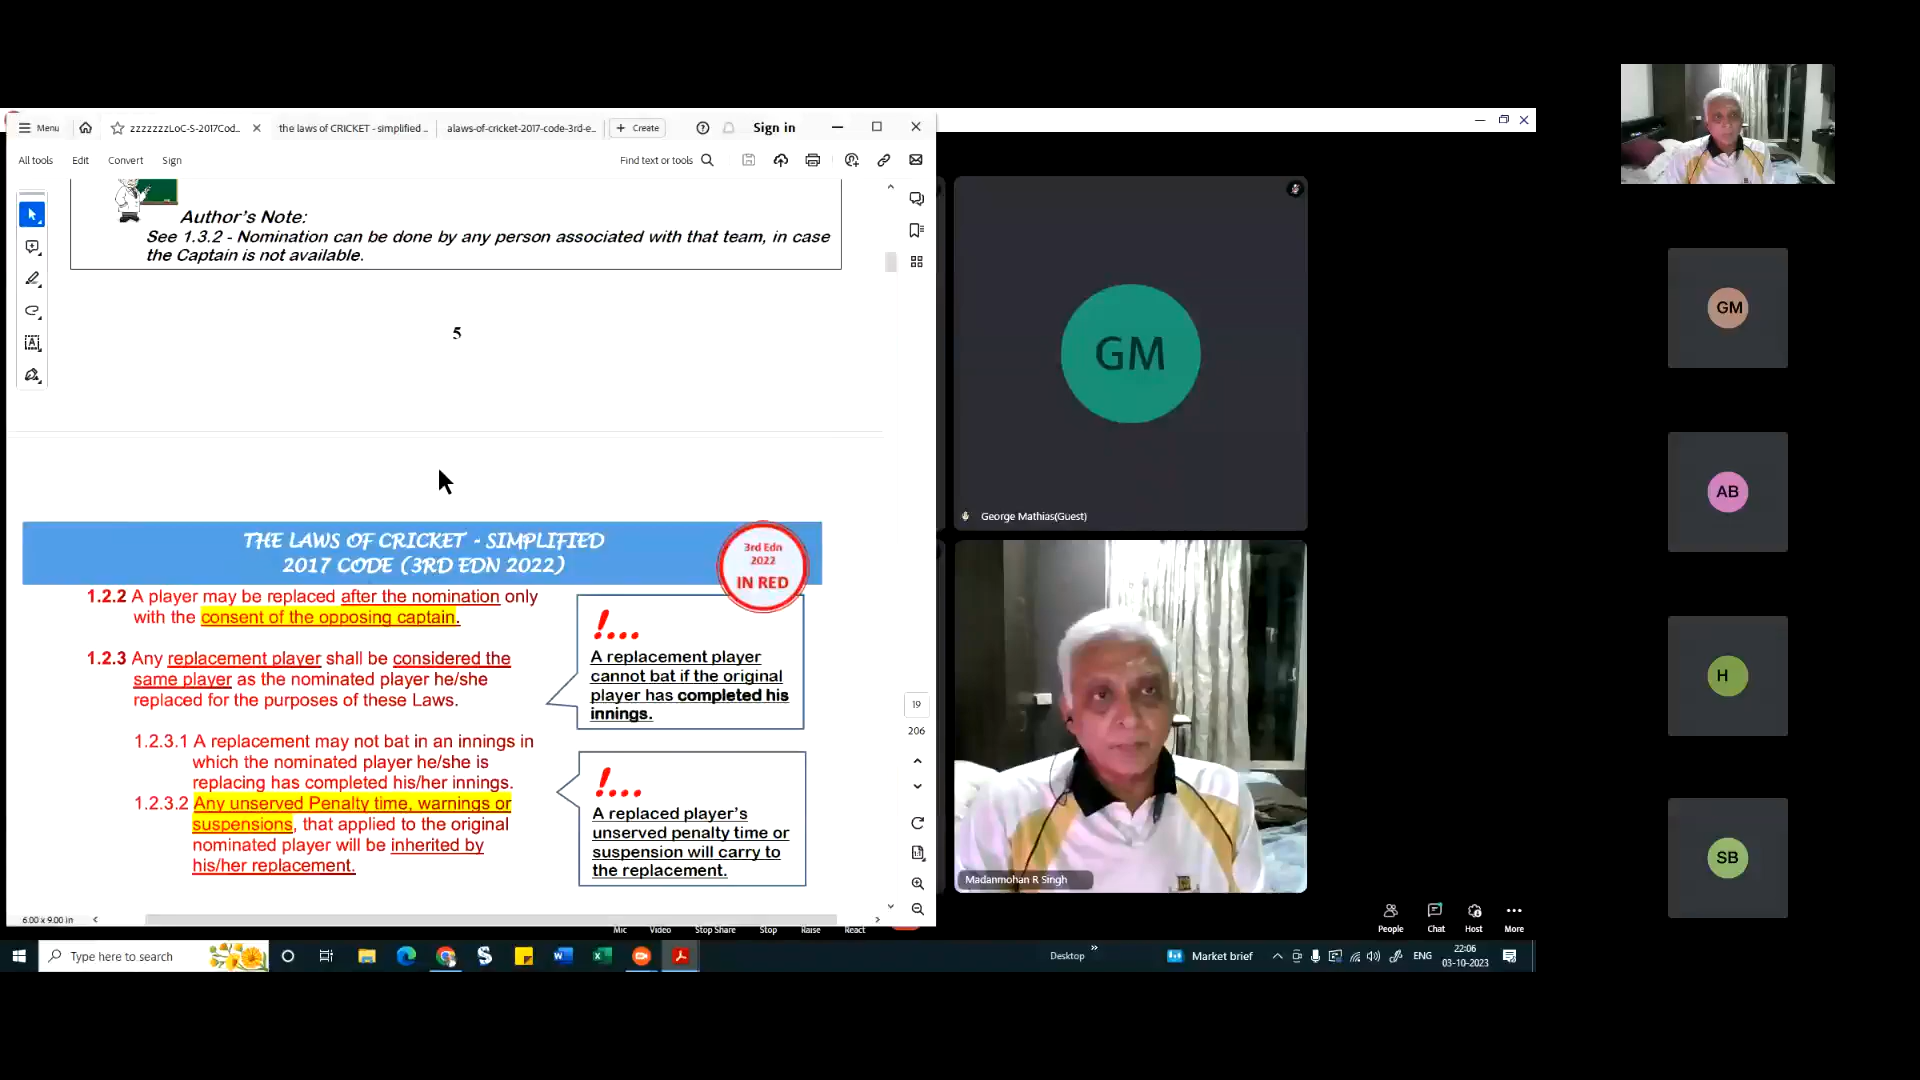 Menu
zzzzzzzLoC-S-2017Cod...
the laws of CRICKET - simplified ...
alaws-of-cricket-2017-code-3rd-e...
Create
Sign in
All tools
Edit
Convert
Sign
Find text or tools
Author's Note:
See 1.3.2 - Nomination can be done by any person associated with that team, in case
the Captain is not available.
5
THE LAWS OF CRICKET - SIMPLIFIED
2017 CODE (3RD EDN 2022)
3rd Edn
2022
IN RED
1.2.2 A player may be replaced after the nomination only
with the consent of the opposing captain.
1.2.3 Any replacement player shall be considered the
same player as the nominated player he/she
replaced for the purposes of these Laws.
1.2.3.1 A replacement may not bat in an innings in
which the nominated player he/she is
replacing has completed his/her innings.
1.2.3.2 Any unserved Penalty time, warnings or
suspensions, that applied to the original
nominated player will be inherited by
his/her replacement.
!...
A replacement player
cannot bat if the original
player has completed his
innings.
!...
A replaced player's
unserved penalty time or
suspension will carry to
the replacement.
19
206
6.00 x 9.00 in
GM
George Mathias(Guest)
Madanmohan R Singh
GM
AB
H
SB
Mic
Video
Stop Share
Stop
Raise
React
People
Chat
Host
More
Type here to search
Desktop
Market brief
ENG
22:06
03-10-2023